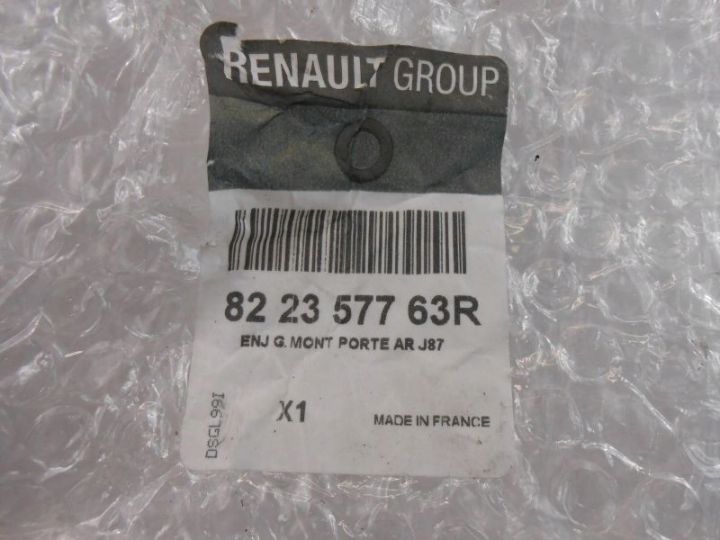 RENAULT GROUP
82 23 577 63R
ENJ G. MONT PORTE AR J87
X1
MADE IN FRANCE
DSGL99I